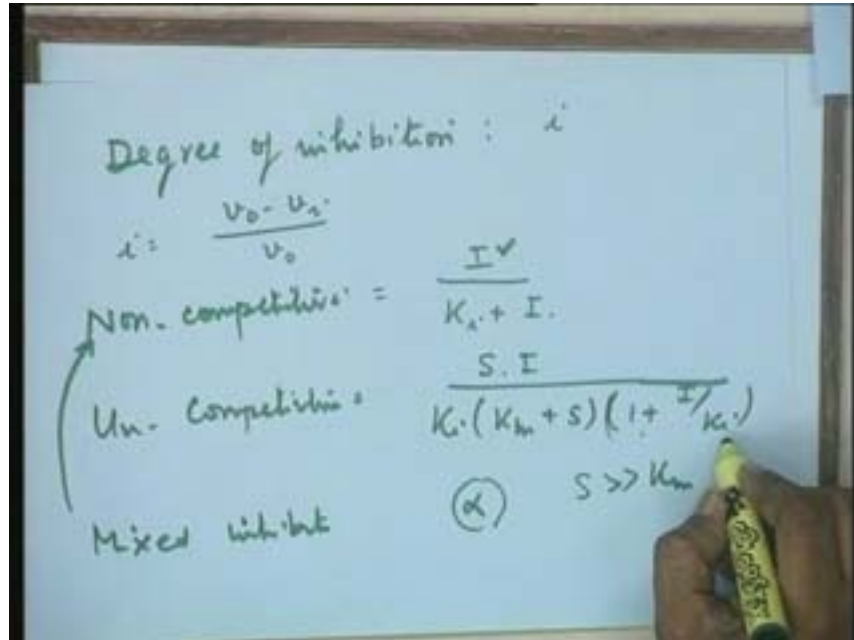 Degree of inhibition : i
i = v₀ - vᵢ / v₀
Non-competitive = I / Kᵢ + I.
Un-competitive = S.I / Kᵢ (Kₘ + S)(1 + I/Kᵢ)
Mixed inhibit α S >> Kₘ